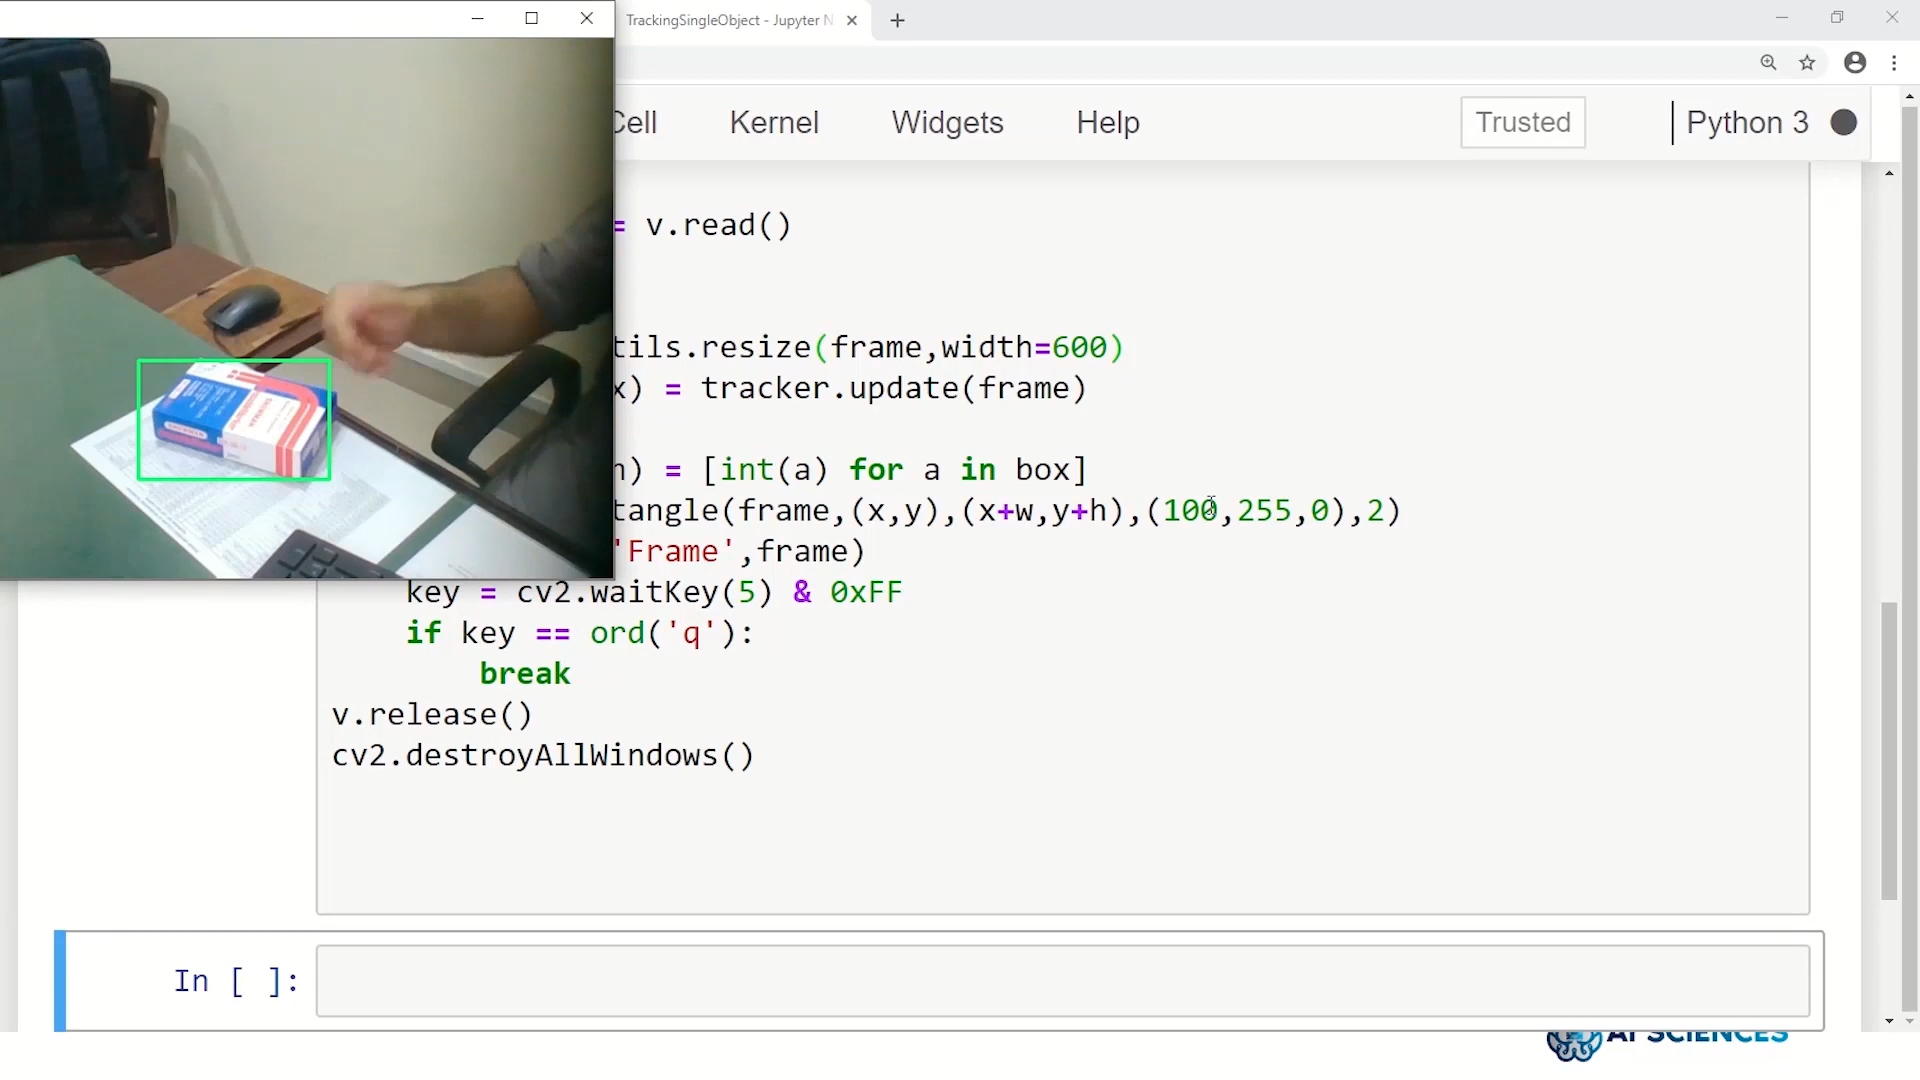 TrackingSingleObject - Jupyter N
Cell Kernel Widgets Help Trusted Python 3
= v.read()
tils.resize(frame,width=600)
x) = tracker.update(frame)
h) = [int(a) for a in box]
tangle(frame,(x,y),(x+w,y+h),(100,255,0),2)
'Frame',frame)
key = cv2.waitKey(5) & 0xFF
if key == ord('q'):
break
v.release()
cv2.destroyAllWindows()
In [ ]:
AI SCIENCES